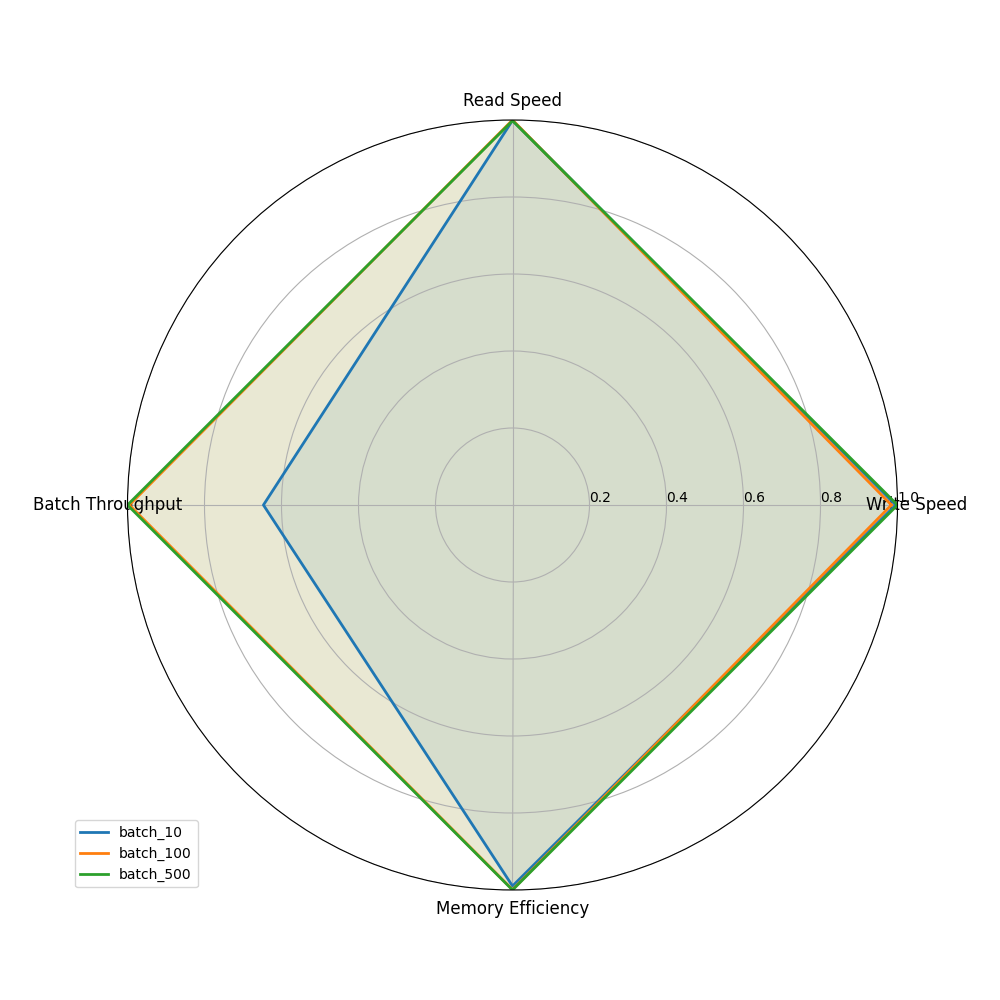 Read Speed
Batch Throughput
0.2
0.4
0.6
0.8
1.0
Write Speed
Memory Efficiency
batch_10
batch_100
batch_500